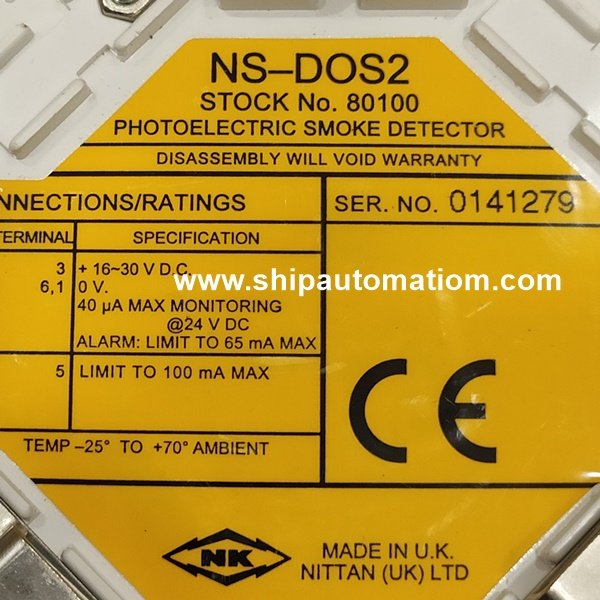 NS–DOS2
STOCK No. 80100
PHOTOELECTRIC SMOKE DETECTOR
DISASSEMBLY WILL VOID WARRANTY
NNECTIONS/RATINGS
SER. NO. 0141279
TERMINAL SPECIFICATION
3 + 16–30 V D.C.
www.shipautomatiom.com
6,1 0 V.
40 µA MAX MONITORING
@24 V DC
ALARM: LIMIT TO 65 mA MAX
5 LIMIT TO 100 mA MAX
CE
TEMP –25° TO +70° AMBIENT
NK
MADE IN U.K.
NITTAN (UK) LTD